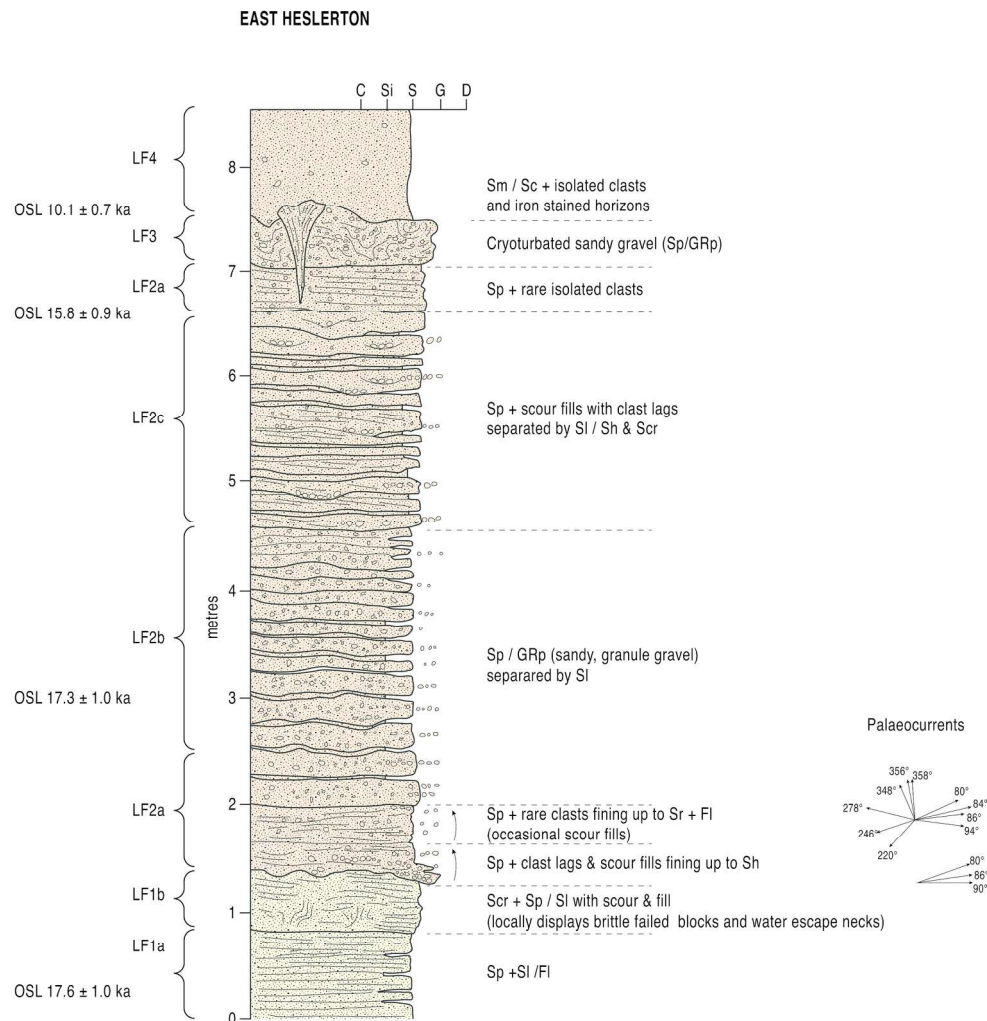 EAST HESLERTON
C Si S G D
LF4
8
Sm / Sc + isolated clasts
and iron stained horizons
OSL 10.1 ± 0.7 ka
LF3
Cryoturbated sandy gravel (Sp/GRp)
7
LF2a
Sp + rare isolated clasts
OSL 15.8 ± 0.9 ka
6
LF2c
Sp + scour fills with clast lags
separated by Sl / Sh & Scr
5
4
metres
LF2b
Sp / GRp (sandy, granule gravel)
separared by Sl
OSL 17.3 ± 1.0 ka
3
Palaeocurrents
356° 358°
348° 80°
278° 84°
86°
246° 94°
220°
80°
86°
90°
2
LF2a
Sp + rare clasts fining up to Sr + Fl
(occasional scour fills)
Sp + clast lags & scour fills fining up to Sh
LF1b
1
Scr + Sp / Sl with scour & fill
(locally displays brittle failed blocks and water escape necks)
LF1a
Sp +Sl /Fl
OSL 17.6 ± 1.0 ka
0